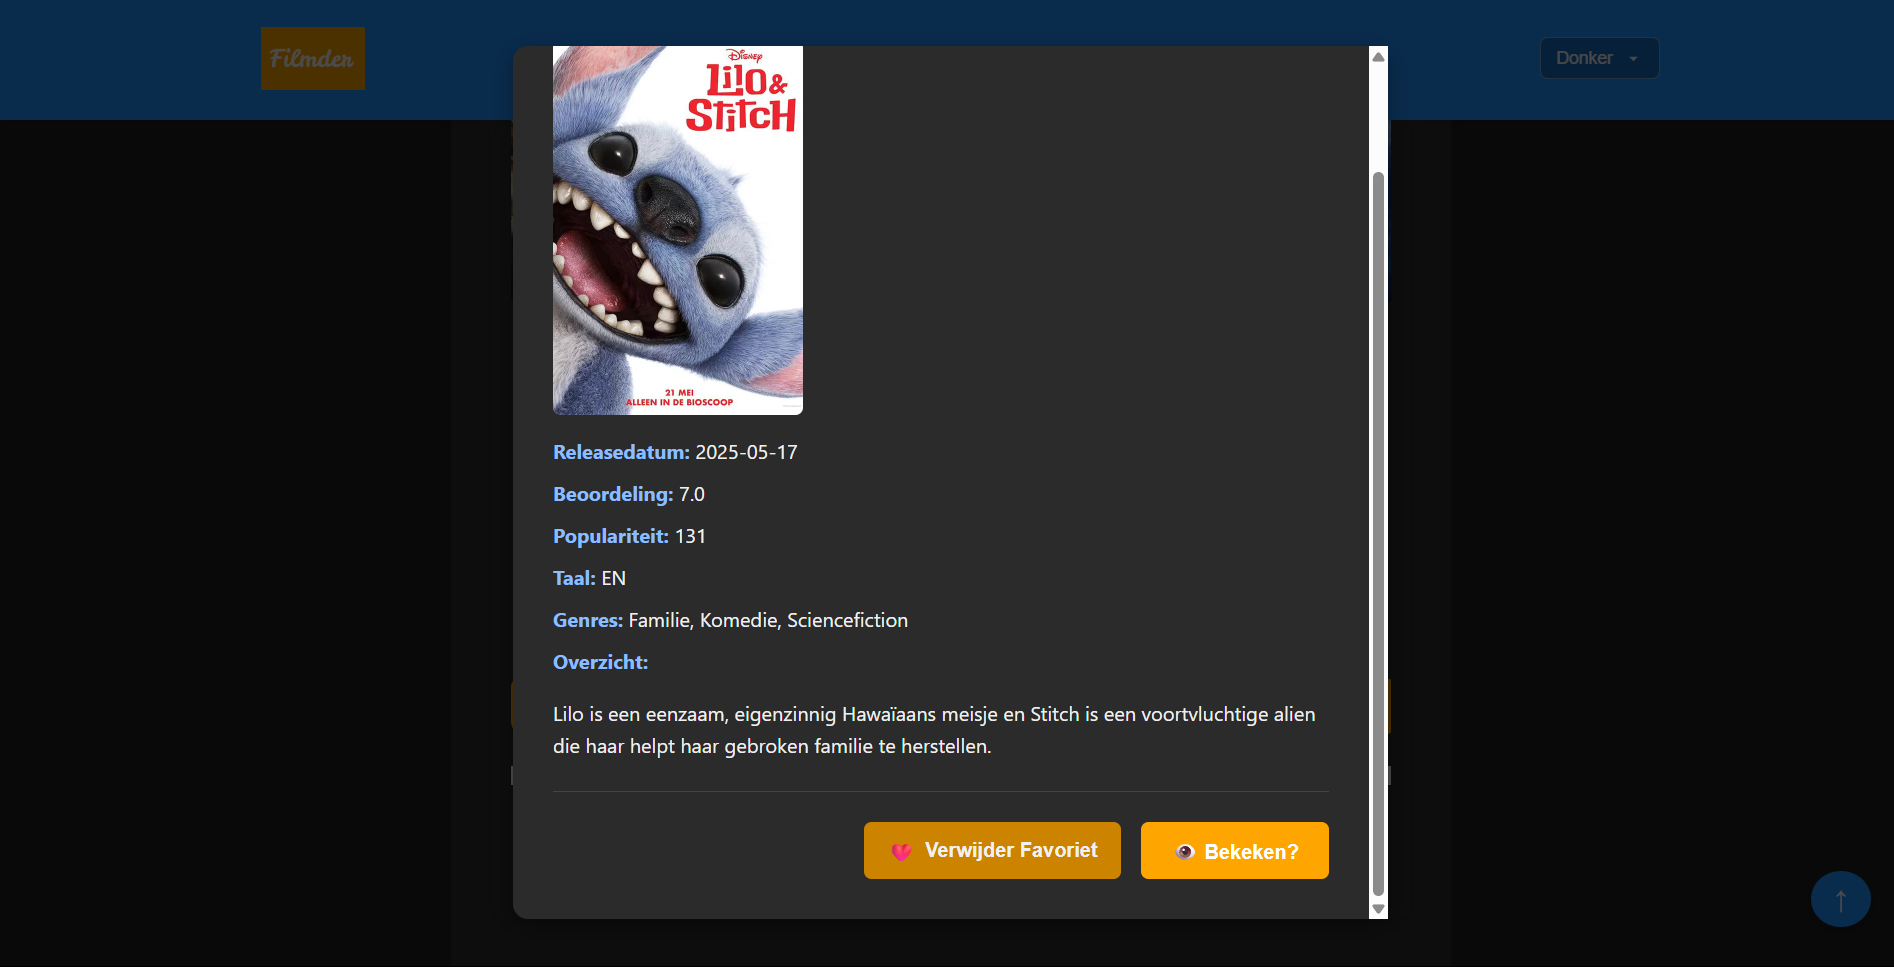 Filmder
Donker
Disney
Lilo &
Stitch
21 MEI
ALLEEN IN DE BIOSCOOP
Releasedatum: 2025-05-17
Beoordeling: 7.0
Populariteit: 131
Taal: EN
Genres: Familie, Komedie, Sciencefiction
Overzicht:
Lilo is een eenzaam, eigenzinnig Hawaïaans meisje en Stitch is een voortvluchtige alien
die haar helpt haar gebroken familie te herstellen.
Verwijder Favoriet
Bekeken?